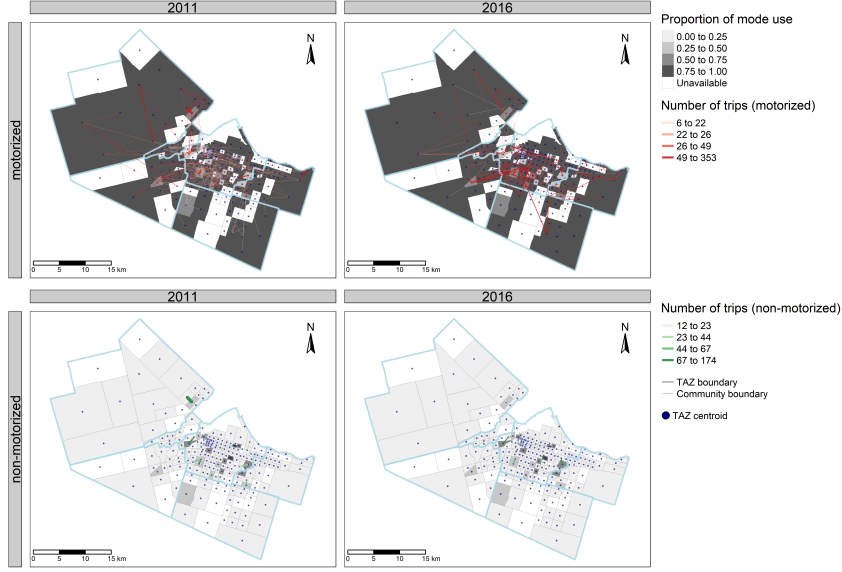 2011
2016
motorized
N
N
0 5 10 15 km
0 5 10 15 km
Proportion of mode use
0.00 to 0.25
0.25 to 0.50
0.50 to 0.75
0.75 to 1.00
Unavailable
Number of trips (motorized)
6 to 22
22 to 26
26 to 49
49 to 353
2011
2016
non-motorized
N
N
0 5 10 15 km
0 5 10 15 km
Number of trips (non-motorized)
12 to 23
23 to 44
44 to 67
67 to 174
TAZ boundary
Community boundary
TAZ centroid